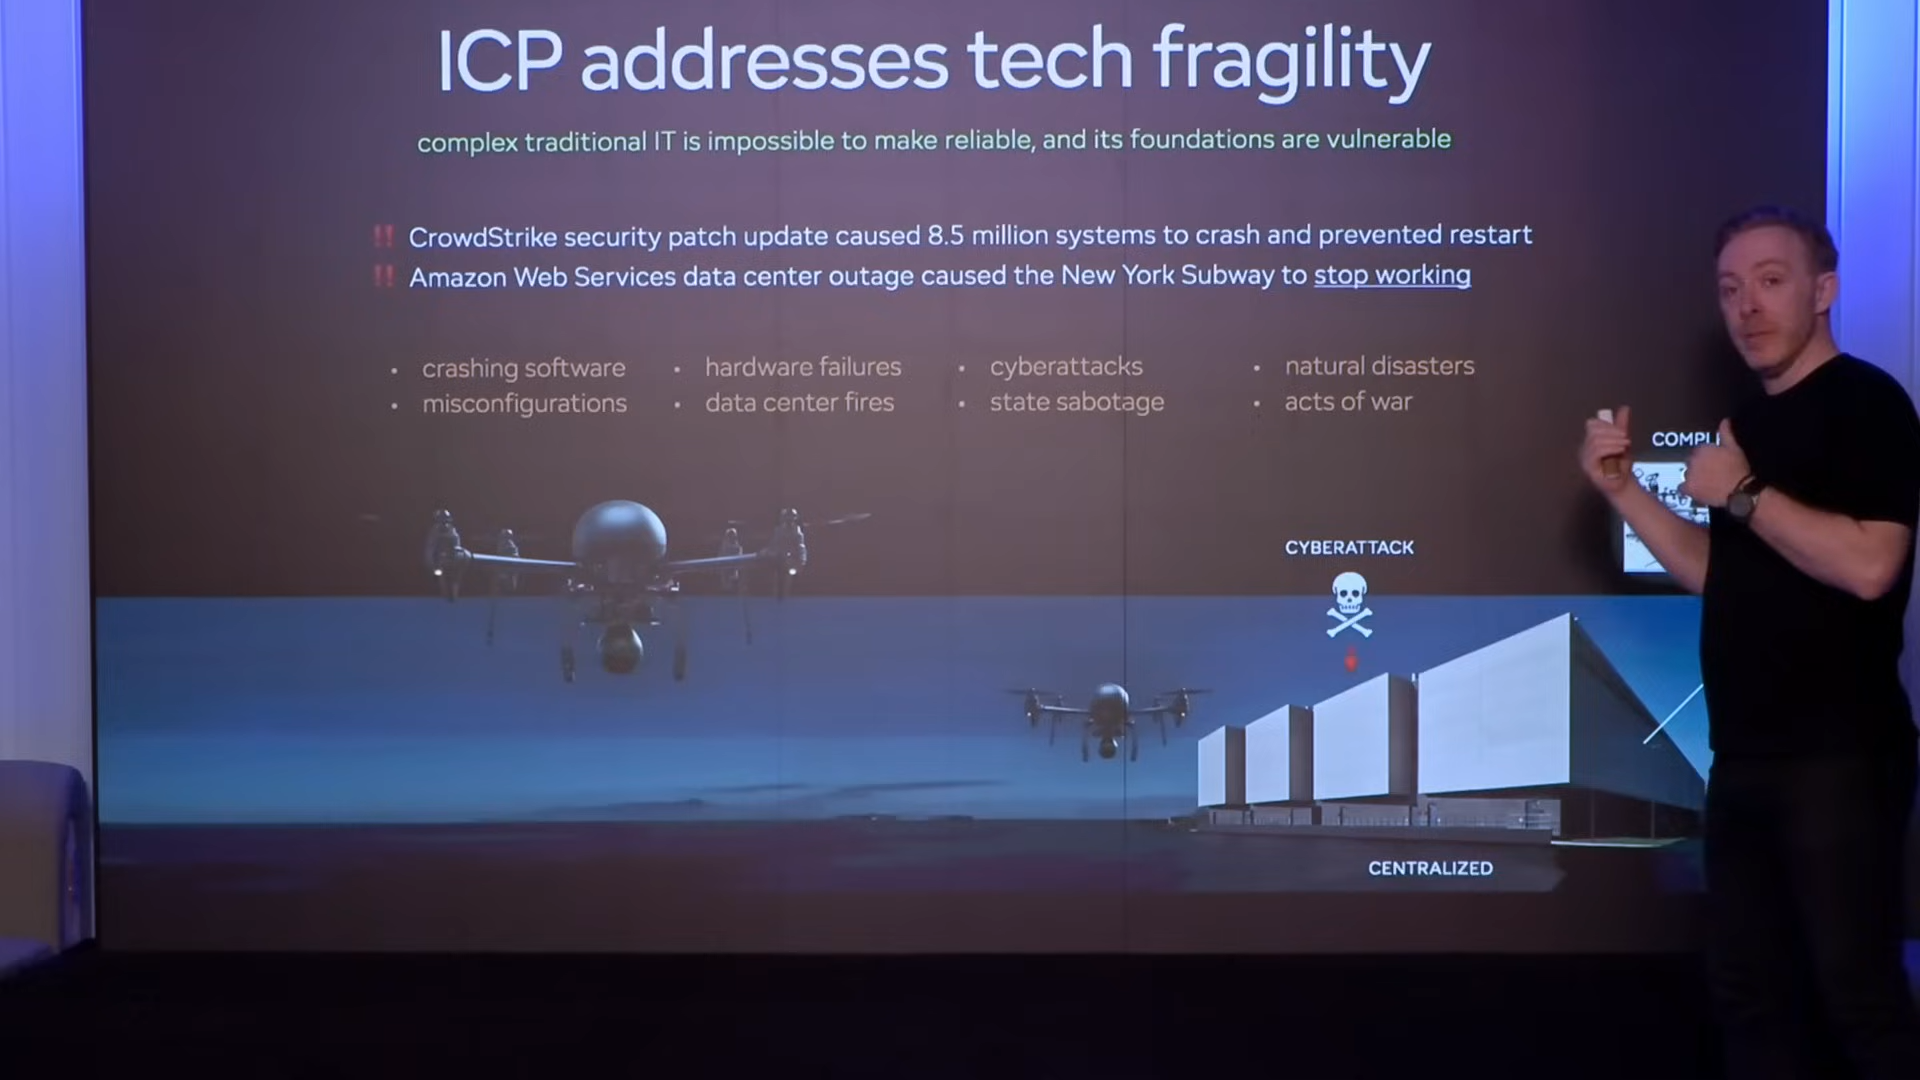 ICP addresses tech fragility
complex traditional IT is impossible to make reliable, and its foundations are vulnerable
!! CrowdStrike security patch update caused 8.5 million systems to crash and prevented restart
!! Amazon Web Services data center outage caused the New York Subway to stop working
• crashing software
• misconfigurations
• hardware failures
• data center fires
• cyberattacks
• state sabotage
• natural disasters
• acts of war
CYBERATTACK
CENTRALIZED